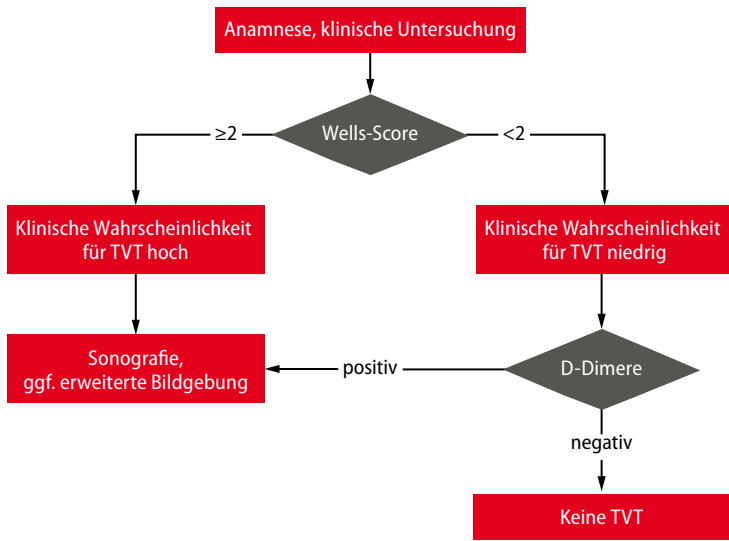 Anamnese, klinische Untersuchung
≥2
Wells-Score
<2
Klinische Wahrscheinlichkeit
für TVT hoch
Klinische Wahrscheinlichkeit
für TVT niedrig
Sonografie,
ggf. erweiterte Bildgebung
positiv
D-Dimere
negativ
Keine TVT